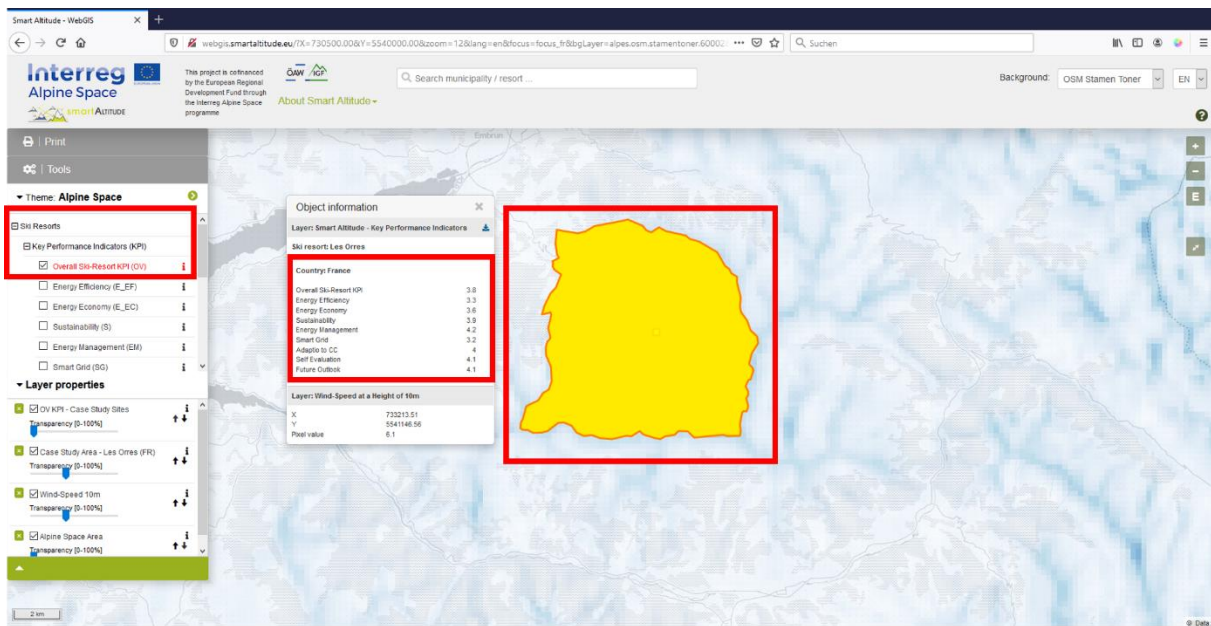 Smart Altitude - WebGIS
webgis.smartaltitude.eu/?X=730500.00&Y=5540000.00&zoom=12&lang=en&focus=focus_fr&bgLayer=alpes.osm.stamentoner.60002
Suchen
Interreg
Alpine Space
smartALTITUDE
This project is cofinanced
by the European Regional
Development Fund through
the Interreg Alpine Space
programme
ÖAW IGF
About Smart Altitude
Search municipality / resort ...
Background:
OSM Stamen Toner
EN
Print
Tools
Theme: Alpine Space
Ski Resorts
Key Performance Indicators (KPI)
Overall Ski-Resort KPI (OV)
Energy Efficiency (E_EF)
Energy Economy (E_EC)
Sustainability (S)
Energy Management (EM)
Smart Grid (SG)
Layer properties
OV KPI - Case Study Sites
Transparency [0-100%]
Case Study Area - Les Orres (FR)
Transparency [0-100%]
Wind-Speed 10m
Transparency [0-100%]
Alpine Space Area
Transparency [0-100%]
2 km
Embrun
Object information
Layer: Smart Altitude - Key Performance Indicators
Ski resort: Les Orres
Country: France
Overall Ski-Resort KPI 3.8
Energy Efficiency 3.3
Energy Economy 3.6
Sustainability 3.9
Energy Management 4.2
Smart Grid 3.2
Adaptio to CC 4
Self Evaluation 4.1
Future Outlook 4.1
Layer: Wind-Speed at a Height of 10m
X 733213.51
Y 5541146.56
Pixel value 6.1
E
© Data